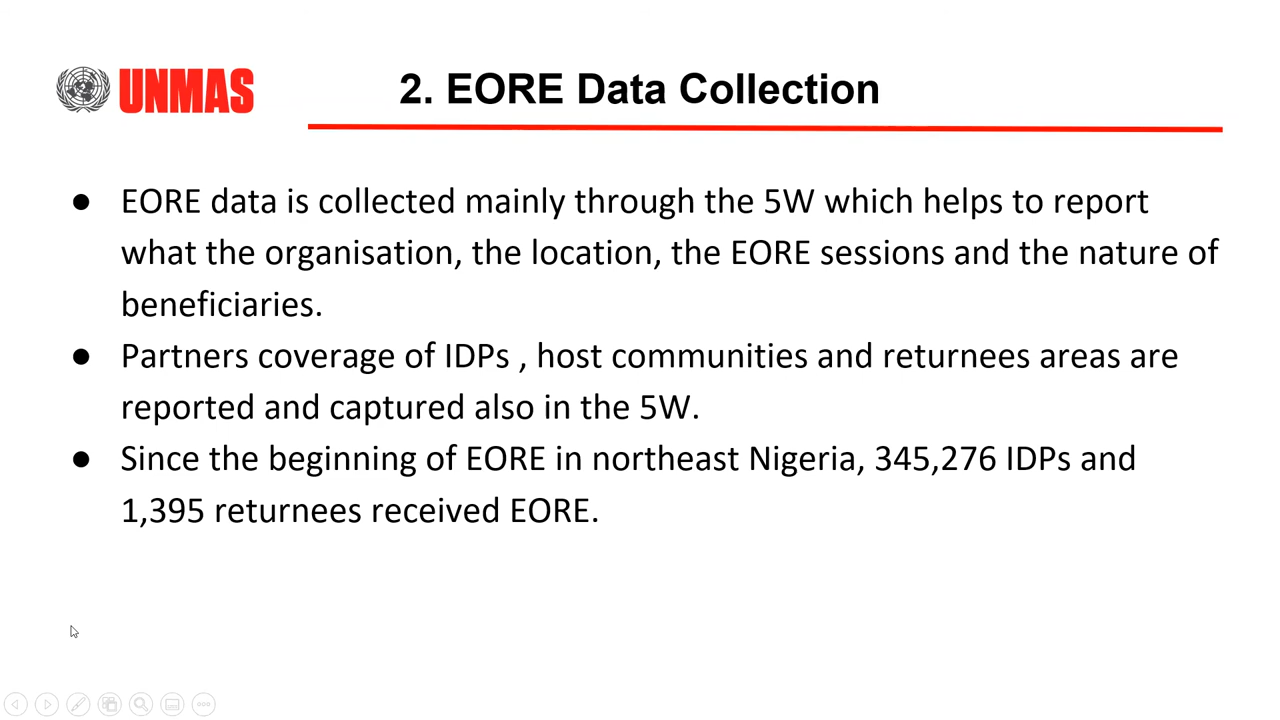 UNMAS
2. EORE Data Collection
● EORE data is collected mainly through the 5W which helps to report
what the organisation, the location, the EORE sessions and the nature of
beneficiaries.
● Partners coverage of IDPs , host communities and returnees areas are
reported and captured also in the 5W.
● Since the beginning of EORE in northeast Nigeria, 345,276 IDPs and
1,395 returnees received EORE.